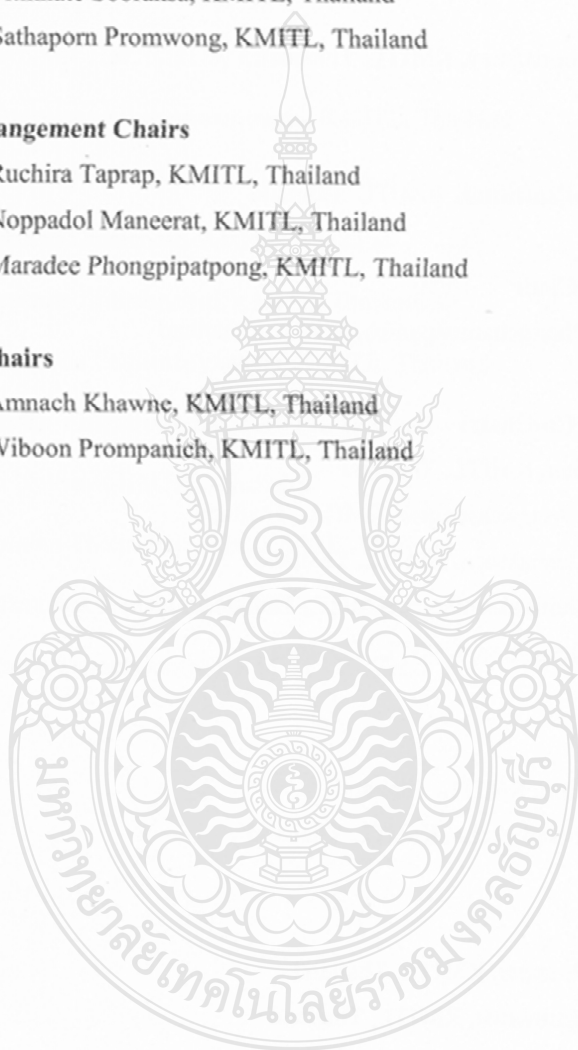 Sathaporn Promwong, KMITL, Thailand
angement Chairs
Ruchira Taprap, KMITL, Thailand
Noppadol Maneerat, KMITL, Thailand
Maradee Phongpipatpong, KMITL, Thailand
hairs
Amnach Khawne, KMITL, Thailand
Wiboon Prompanich, KMITL, Thailand
มหาวิทยาลัยเทคโนโลยีราชมงคลธัญบุรี